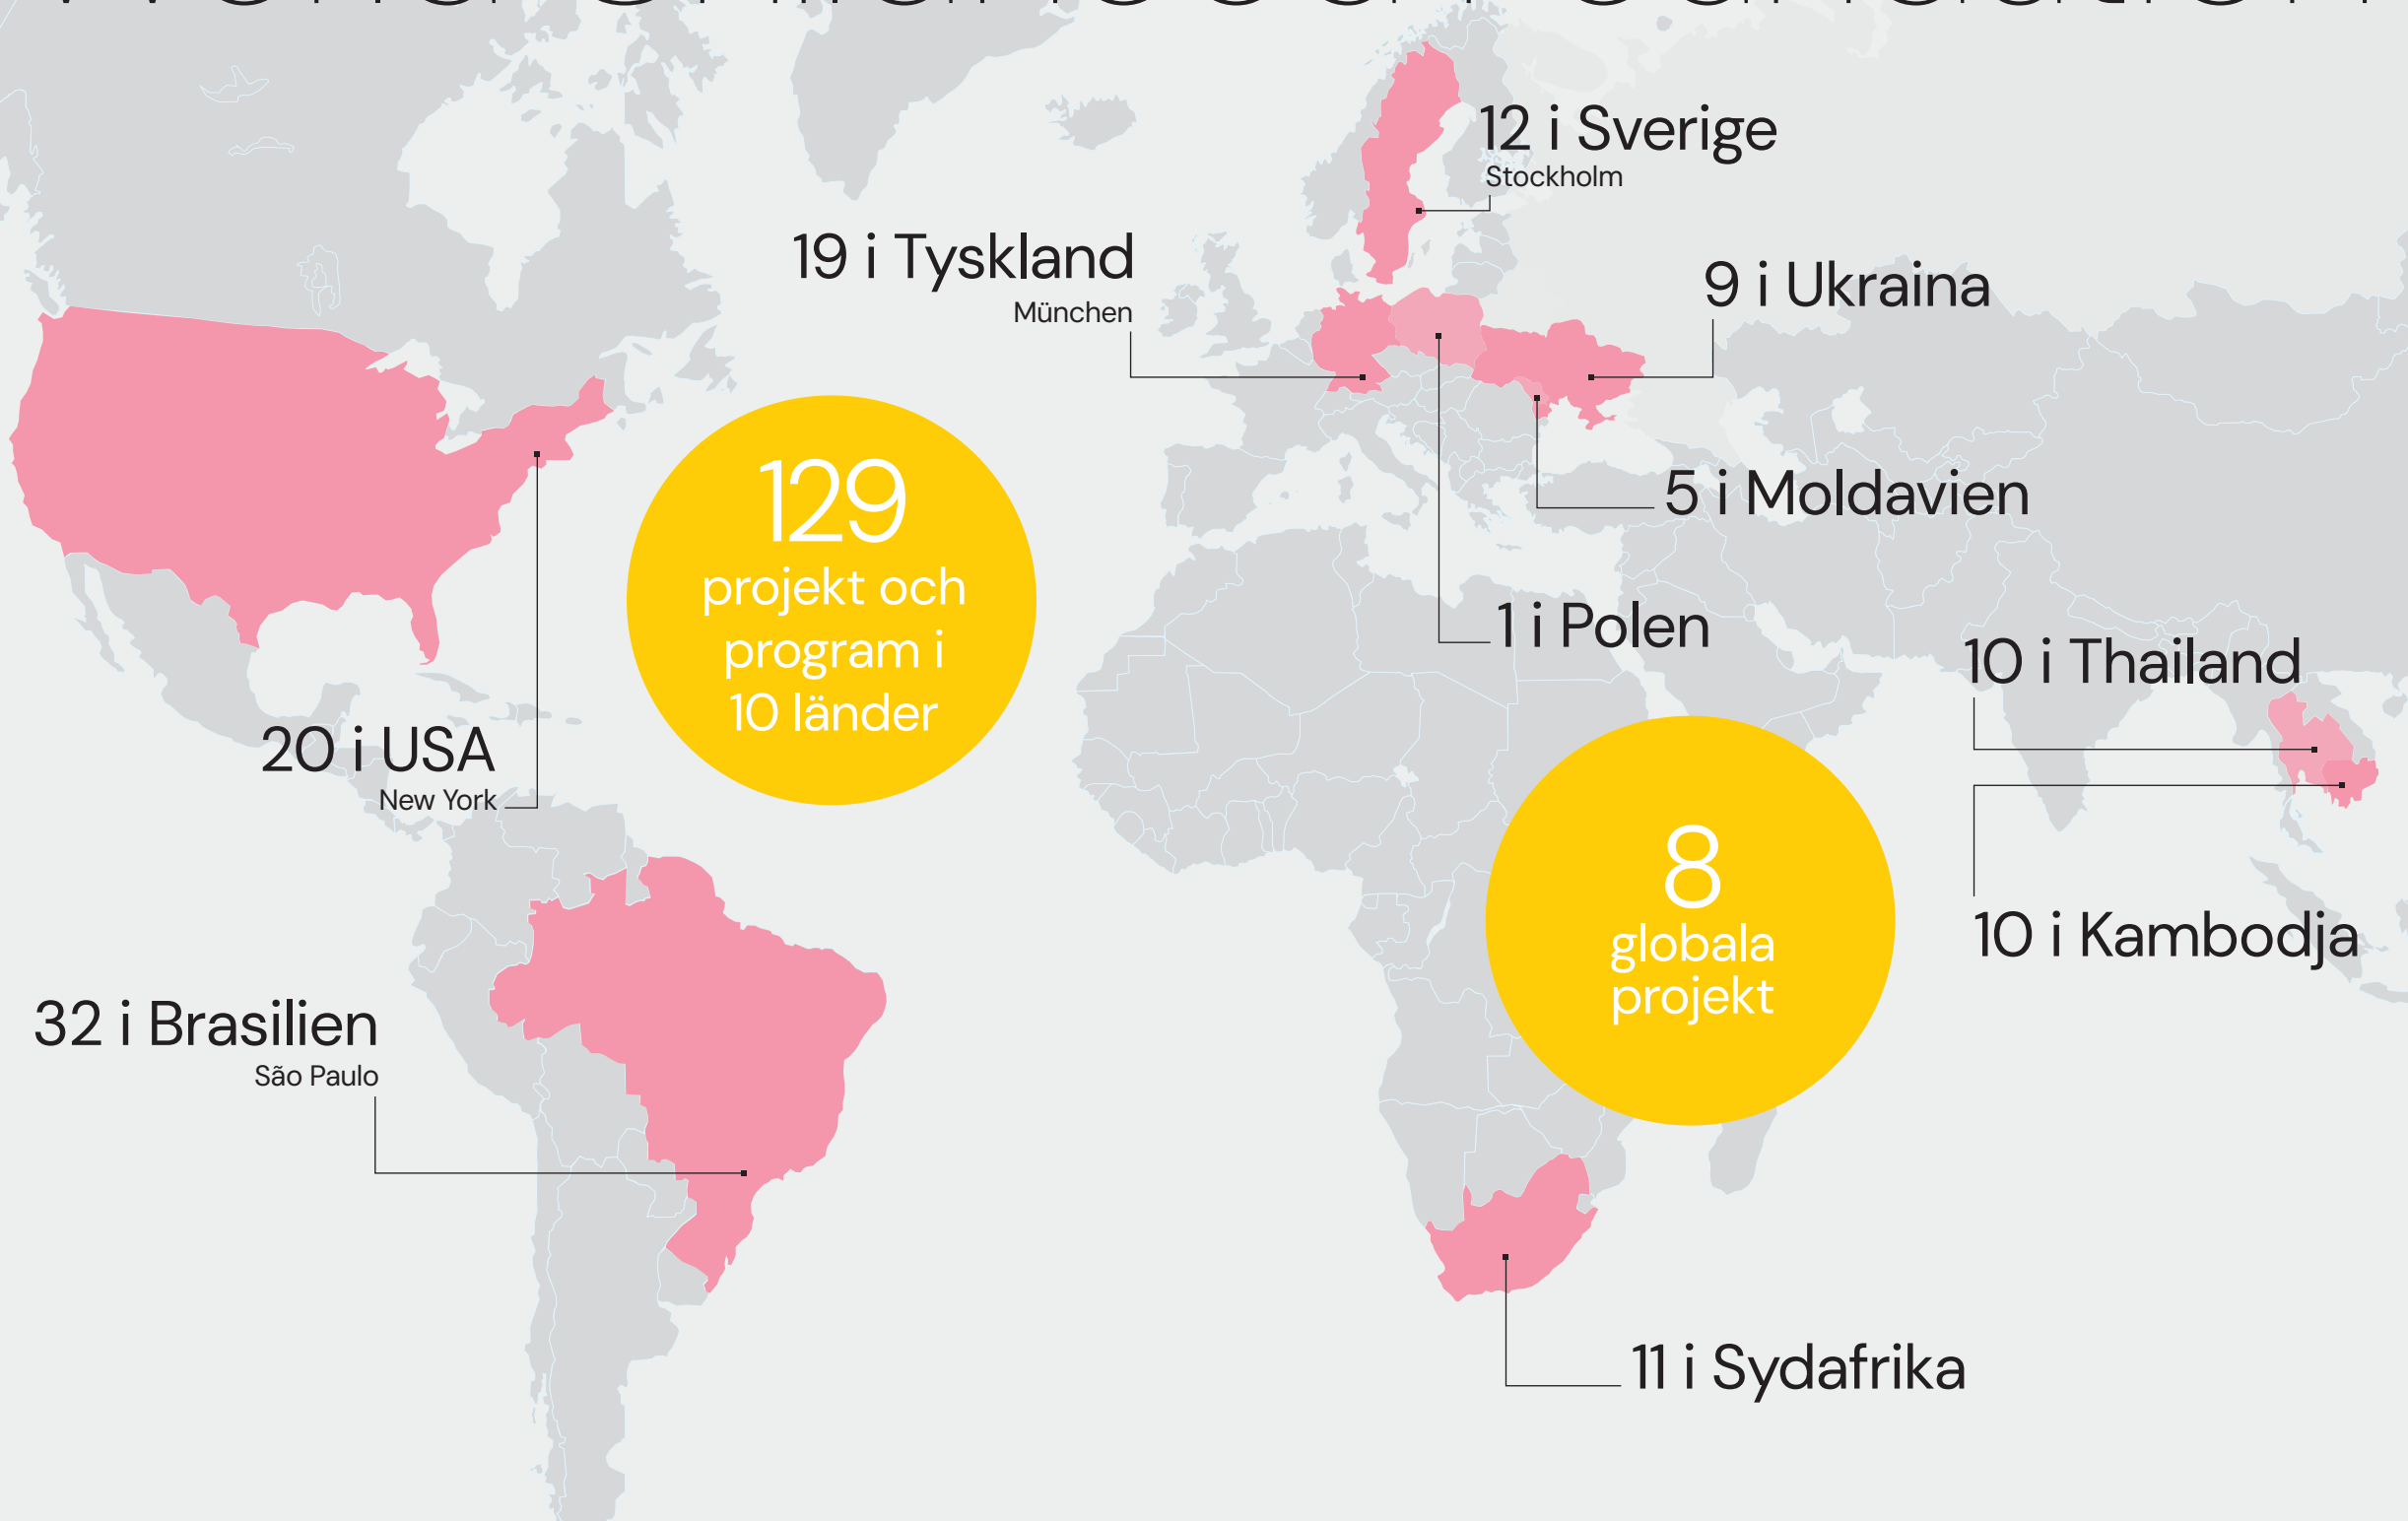 12 i Sverige
Stockholm
19 i Tyskland
München
9 i Ukraina
5 i Moldavien
1 i Polen
129
projekt och
program i
10 länder
10 i Thailand
20 i USA
New York
8
globala
projekt
10 i Kambodja
32 i Brasilien
São Paulo
11 i Sydafrika